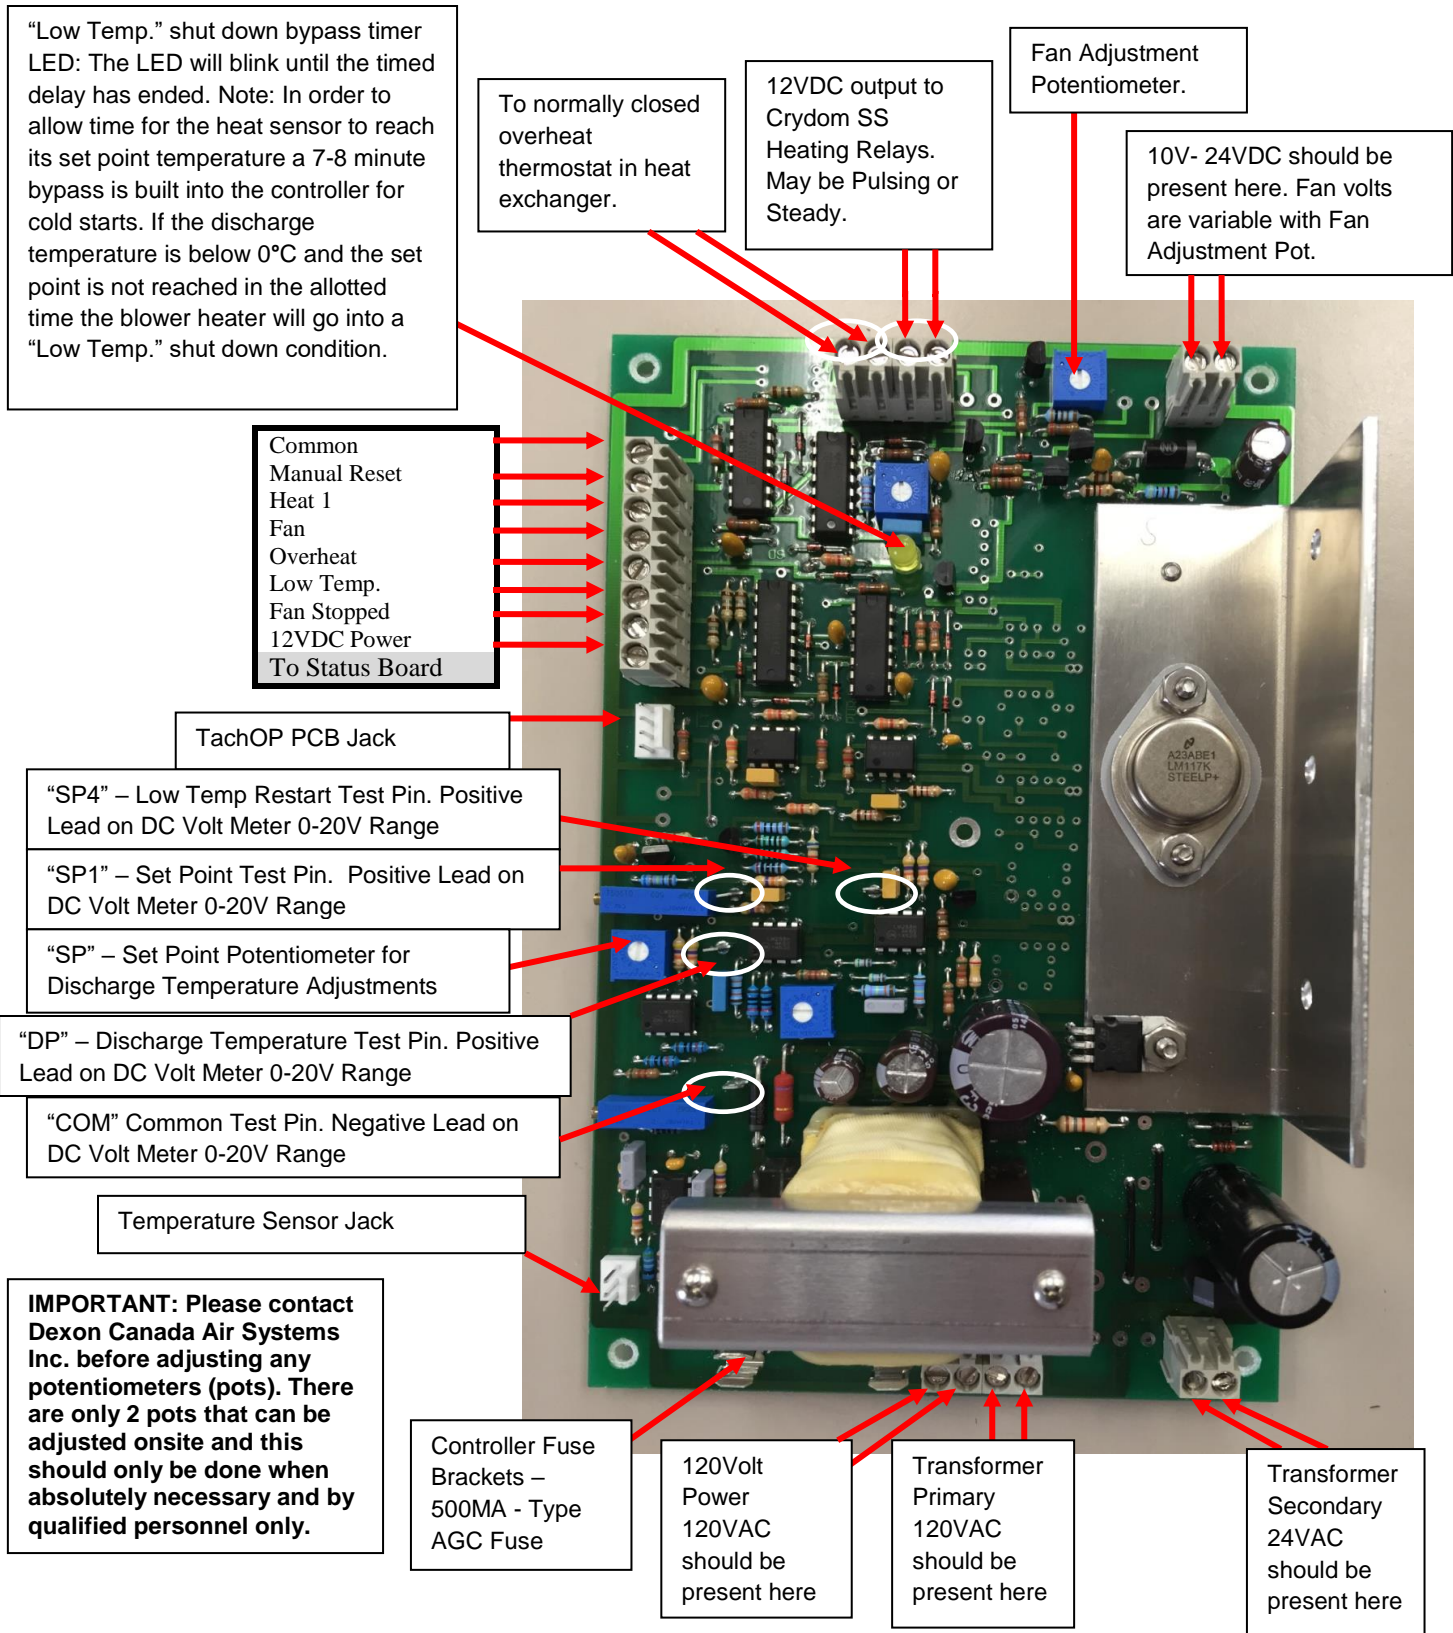 “Low Temp.” shut down bypass timer
LED: The LED will blink until the timed
delay has ended. Note: In order to
allow time for the heat sensor to reach
its set point temperature a 7-8 minute
bypass is built into the controller for
cold starts. If the discharge
temperature is below 0°C and the set
point is not reached in the allotted
time the blower heater will go into a
“Low Temp.” shut down condition.
To normally closed
overheat
thermostat in heat
exchanger.
12VDC output to
Crydom SS
Heating Relays.
May be Pulsing or
Steady.
Fan Adjustment
Potentiometer.
10V- 24VDC should be
present here. Fan volts
are variable with Fan
Adjustment Pot.
Common
Manual Reset
Heat 1
Fan
Overheat
Low Temp.
Fan Stopped
12VDC Power
To Status Board
TachOP PCB Jack
“SP4” – Low Temp Restart Test Pin. Positive
Lead on DC Volt Meter 0-20V Range
“SP1” – Set Point Test Pin. Positive Lead on
DC Volt Meter 0-20V Range
“SP” – Set Point Potentiometer for
Discharge Temperature Adjustments
“DP” – Discharge Temperature Test Pin. Positive
Lead on DC Volt Meter 0-20V Range
“COM” Common Test Pin. Negative Lead on
DC Volt Meter 0-20V Range
Temperature Sensor Jack
A23ABE1
LM117K
STEELP+
IMPORTANT: Please contact
Dexon Canada Air Systems
Inc. before adjusting any
potentiometers (pots). There
are only 2 pots that can be
adjusted onsite and this
should only be done when
absolutely necessary and by
qualified personnel only.
Controller Fuse
Brackets –
500MA - Type
AGC Fuse
120Volt
Power
120VAC
should be
present here
Transformer
Primary
120VAC
should be
present here
Transformer
Secondary
24VAC
should be
present here